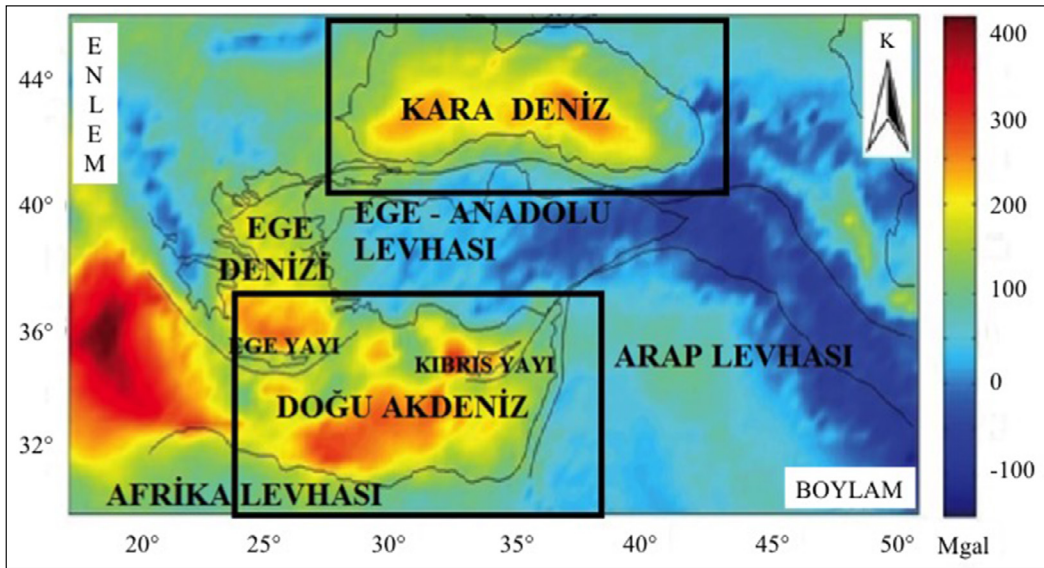 E
N
L
E
M
K
KARA DENİZ
EGE - ANADOLU
LEVHASI
EGE
DENİZİ
EGE YAYI
KIBRIS YAYI
ARAP LEVHASI
DOĞU AKDENİZ
AFRİKA LEVHASI
BOYLAM
44°
40°
36°
32°
20°
25°
30°
35°
40°
45°
50°
Mgal
400
300
200
100
0
-100